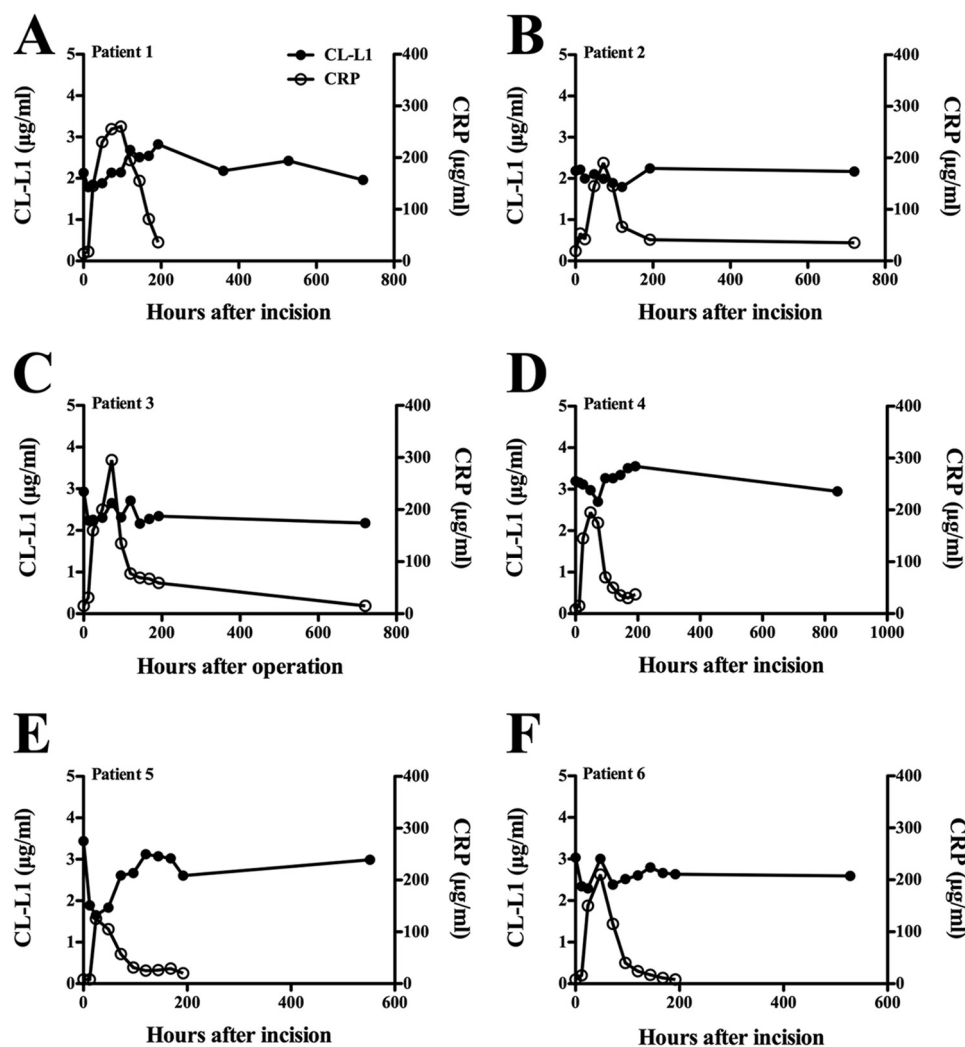 A
Patient 1
CL-L1
CRP
CL-L1 (µg/ml)
5
4
3
2
1
0
400
300
200
100
0
CRP (µg/ml)
0 200 400 600 800
Hours after incision
B
Patient 2
CL-L1 (µg/ml)
5
4
3
2
1
0
400
300
200
100
0
CRP (µg/ml)
0 200 400 600 800
Hours after incision
C
Patient 3
CL-L1 (µg/ml)
5
4
3
2
1
0
400
300
200
100
0
CRP (µg/ml)
0 200 400 600 800
Hours after operation
D
Patient 4
CL-L1 (µg/ml)
5
4
3
2
1
0
400
300
200
100
0
CRP (µg/ml)
0 200 400 600 800 1000
Hours after incision
E
Patient 5
CL-L1 (µg/ml)
5
4
3
2
1
0
400
300
200
100
0
CRP (µg/ml)
0 200 400 600
Hours after incision
F
Patient 6
CL-L1 (µg/ml)
5
4
3
2
1
0
400
300
200
100
0
CRP (µg/ml)
0 200 400 600
Hours after incision